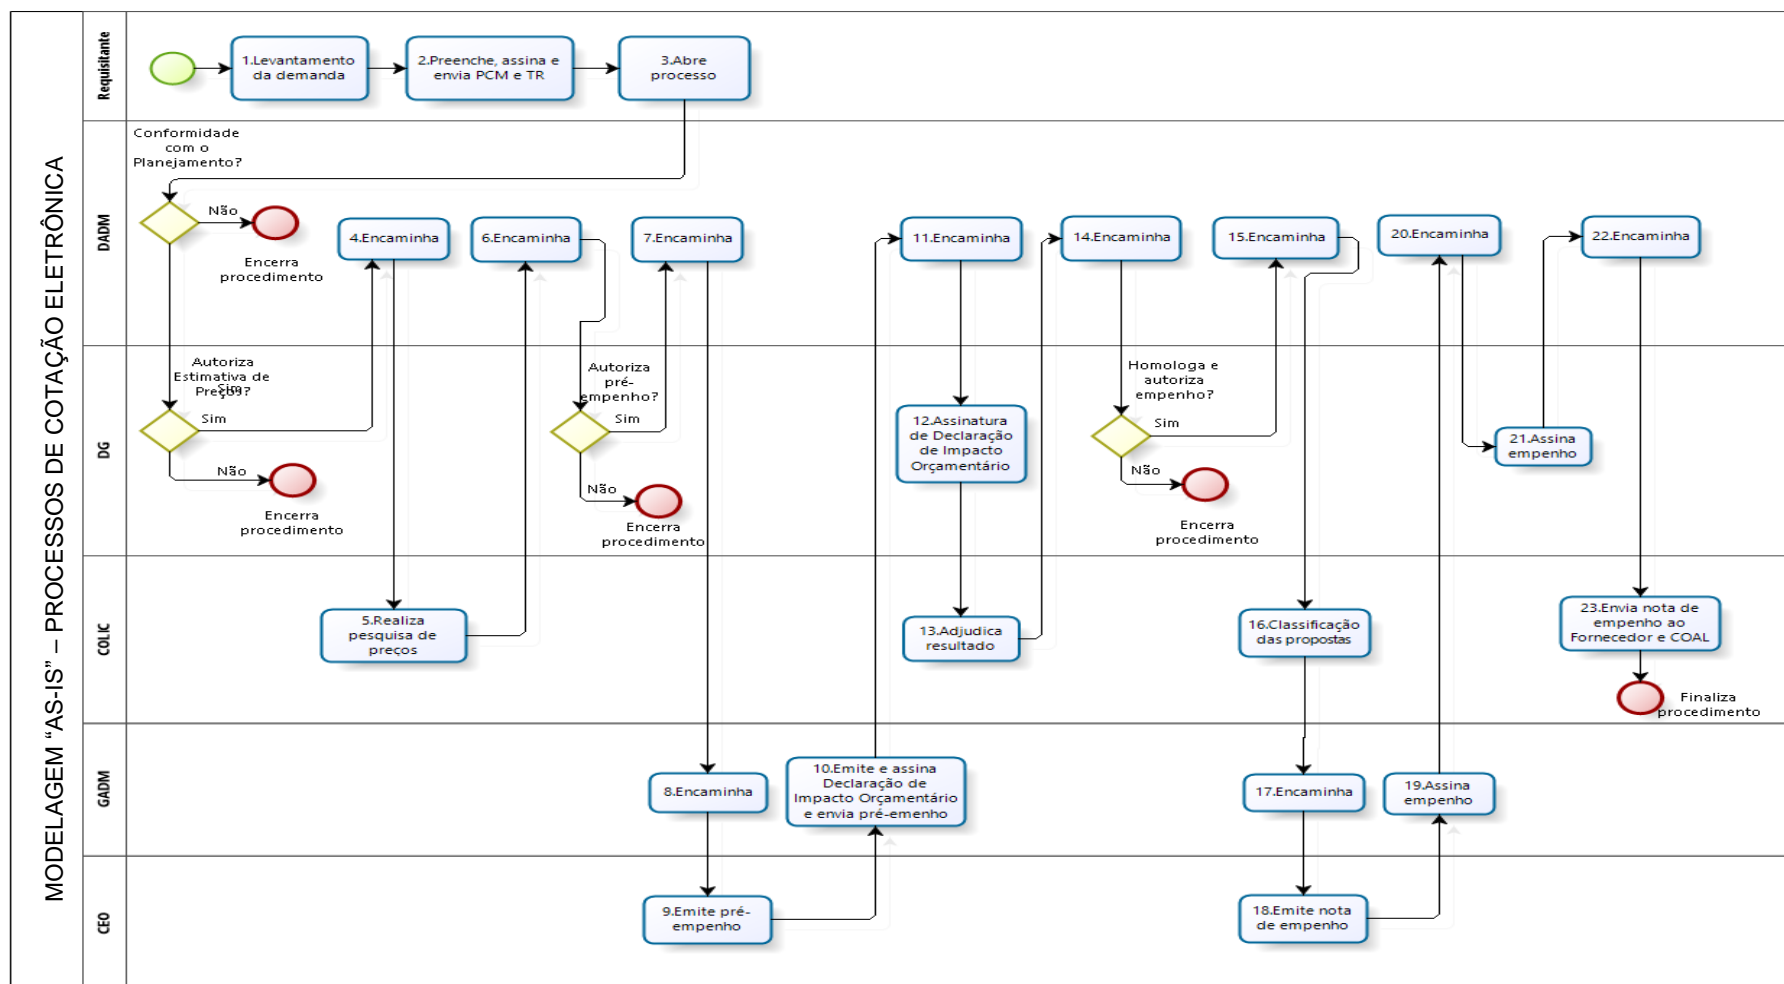 MODELAGEM “AS-IS” – PROCESSOS DE COTAÇÃO ELETRÔNICA
Requisitante
1.Levantamento
da demanda
2.Preenche, assina e
envia PCM e TR
3.Abre
processo
DADM
Conformidade
com o
Planejamento?
Não
Encerra
procedimento
4.Encaminha
6.Encaminha
7.Encaminha
11.Encaminha
14.Encaminha
15.Encaminha
20.Encaminha
22.Encaminha
DG
Autoriza
Estimativa de
Preços?
Sim
Sim
Não
Encerra
procedimento
Autoriza
pré-
empenho?
Sim
Não
Encerra
procedimento
12.Assinatura
de Declaração
de Impacto
Orçamentário
Homologa e
autoriza
empenho?
Sim
Não
Encerra
procedimento
21.Assina
empenho
COLIC
5.Realiza
pesquisa de
preços
13.Adjudica
resultado
16.Classificação
das propostas
23.Envia nota de
empenho ao
Fornecedor e COAL
Finaliza
procedimento
GADM
8.Encaminha
10.Emite e assina
Declaração de
Impacto Orçamentário
e envia pré-emenho
17.Encaminha
19.Assina
empenho
CEO
9.Emite pré-
empenho
18.Emite nota
de empenho